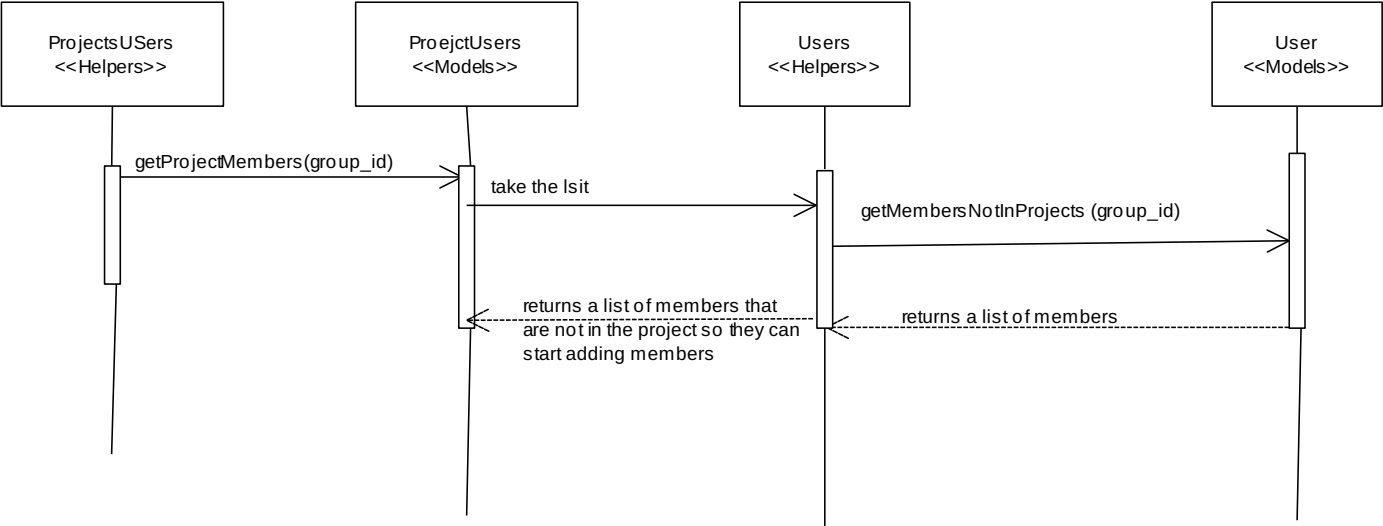 ProjectsUSers
<<Helpers>>
ProejctUsers
<<Models>>
Users
<<Helpers>>
User
<<Models>>
getProjectMembers(group_id)
take the lsit
getMembersNotInProjects (group_id)
returns a list of members that
are not in the project so they can
start adding members
returns a list of members